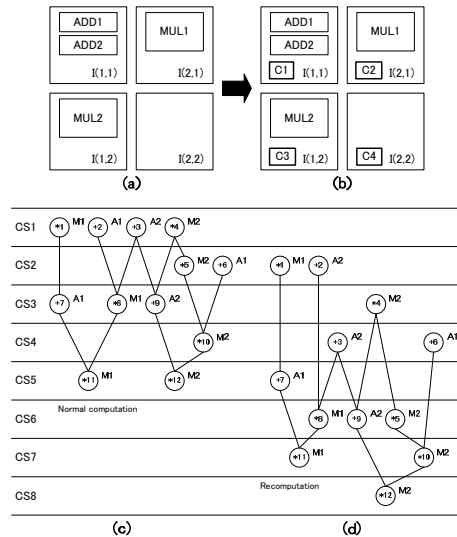 ADD1
ADD2
I(1,1)
MUL1
I(2,1)
MUL2
I(1,2)
I(2,2)
(a)
ADD1
ADD2
C1
I(1,1)
MUL1
C2
I(2,1)
MUL2
C3
I(1,2)
C4
I(2,2)
(b)
CS1
*1 M1
+2 A1
+3 A2
*4 M2
CS2
*5 M2
+6 A1
*1 M1
+2 A2
CS3
+7 A1
*8 M1
+9 A2
*4 M2
CS4
*10 M2
+3 A2
+6 A1
CS5
*11 M1
*12 M2
+7 A1
Normal computation
CS6
*8 M1
+9 A2
*5 M2
CS7
*11 M1
*10 M2
Recomputation
CS8
*12 M2
(c)
(d)